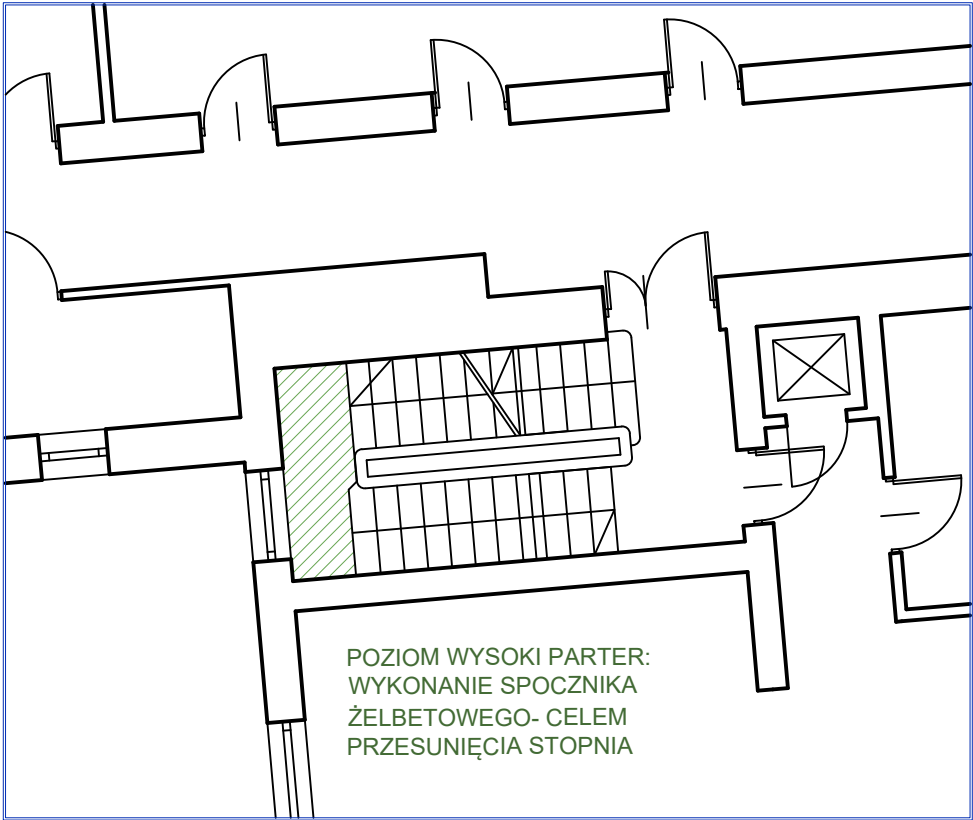 POZIOM WYSOKI PARTER:
WYKONANIE SPOCZNIKA
ŻELBETOWEGO- CELEM
PRZESUNIĘCIA STOPNIA